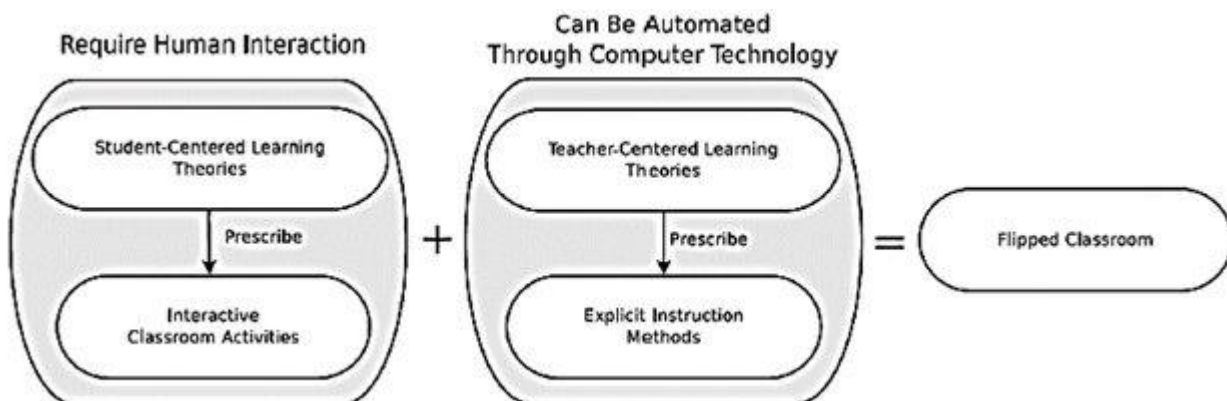 Require Human Interaction
Can Be Automated
Through Computer Technology
Student-Centered Learning
Theories
Prescribe
Interactive
Classroom Activities
+
Teacher-Centered Learning
Theories
Prescribe
Explicit Instruction
Methods
=
Flipped Classroom